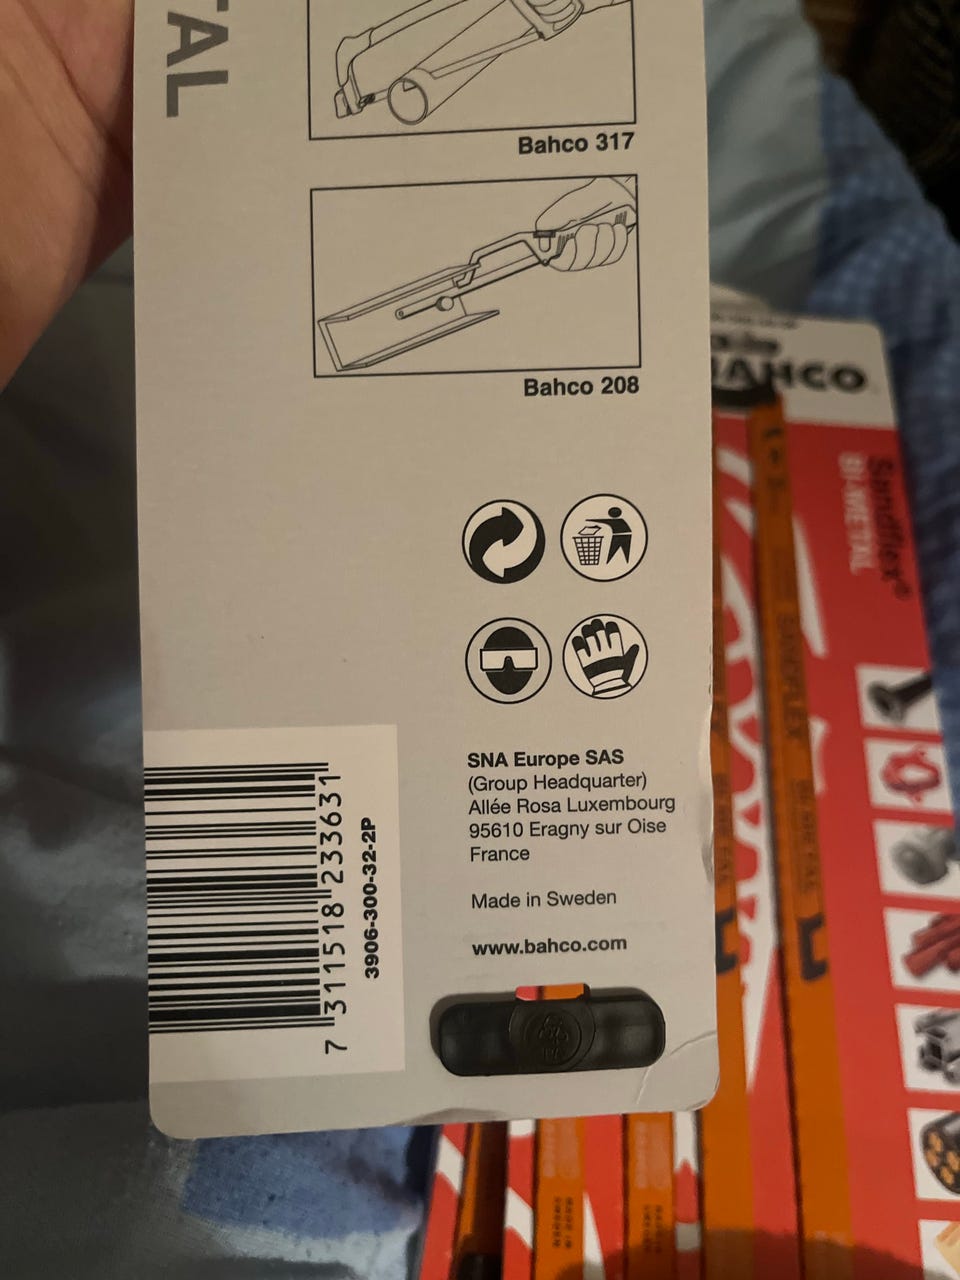 TAL
Bahco 317
Bahco 208
SNA Europe SAS
(Group Headquarter)
Allée Rosa Luxembourg
95610 Eragny sur Oise
France
Made in Sweden
www.bahco.com
7 311518 233631
3906-300-32-2P
BAHCO
Sandflex®
BI-METAL
SANDFLEX®
BI-METAL